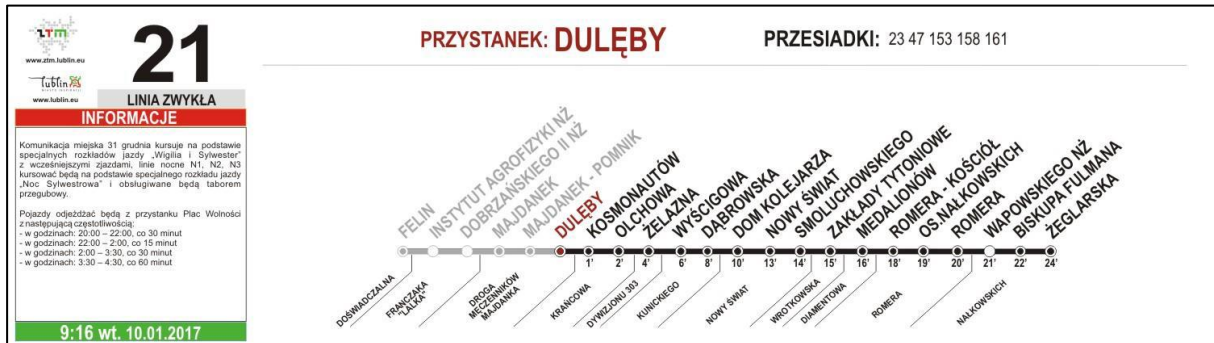 ztm
www.ztm.lublin.eu
lublin
www.lublin.eu
21
LINIA ZWYKŁA
INFORMACJE
Komunikacja miejska 31 grudnia kursuje na podstawie
specjalnych rozkładów jazdy „Wigilia i Sylwester"
z wcześniejszymi zjazdami, linie nocne N1, N2, N3
kursować będą na podstawie specjalnego rozkładu jazdy
„Noc Sylwestrowa" i obsługiwane będą taborem
przegubowy.
Pojazdy odjeżdżać będą z przystanku Plac Wolności
z następującą częstotliwością:
- w godzinach: 20:00 – 22:00, co 30 minut
- w godzinach: 22:00 – 2:00, co 15 minut
- w godzinach: 2:00 – 3:30, co 30 minut
- w godzinach: 3:30 – 4:30, co 60 minut
9:16 wt. 10.01.2017
PRZYSTANEK: DULĘBY
PRZESIADKI: 23 47 153 158 161
FELIN
INSTYTUT AGROFIZYKI NŻ
DOBRZAŃSKIEGO II NŻ
MAJDANEK
MAJDANEK - POMNIK
DULĘBY
KOSMONAUTÓW
OLCHOWA
ŻELAZNA
WYŚCIGOWA
DĄBROWSKA
DOM KOLEJARZA
NOWY ŚWIAT
SMOLUCHOWSKIEGO
ZAKŁADY TYTONIOWE
MEDALIONÓW
ROMERA - KOŚCIÓŁ
OS.NAŁKOWSKICH
ROMERA
WAPOWSKIEGO NŻ
BISKUPA FULMANA
ŻEGLARSKA
1' 2' 4' 6' 8' 10' 13' 14' 15' 16' 18' 19' 20' 21' 22' 24'
DOŚWIADCZALNA
FRANCZAKA
"LALKA"
DROGA
MĘCZENNIKÓW
MAJDANKA
KRAŃCOWA
DYWIZJONU 303
KUNICKIEGO
NOWY ŚWIAT
WROTKOWSKA
DIAMENTOWA
ROMERA
NAŁKOWSKICH